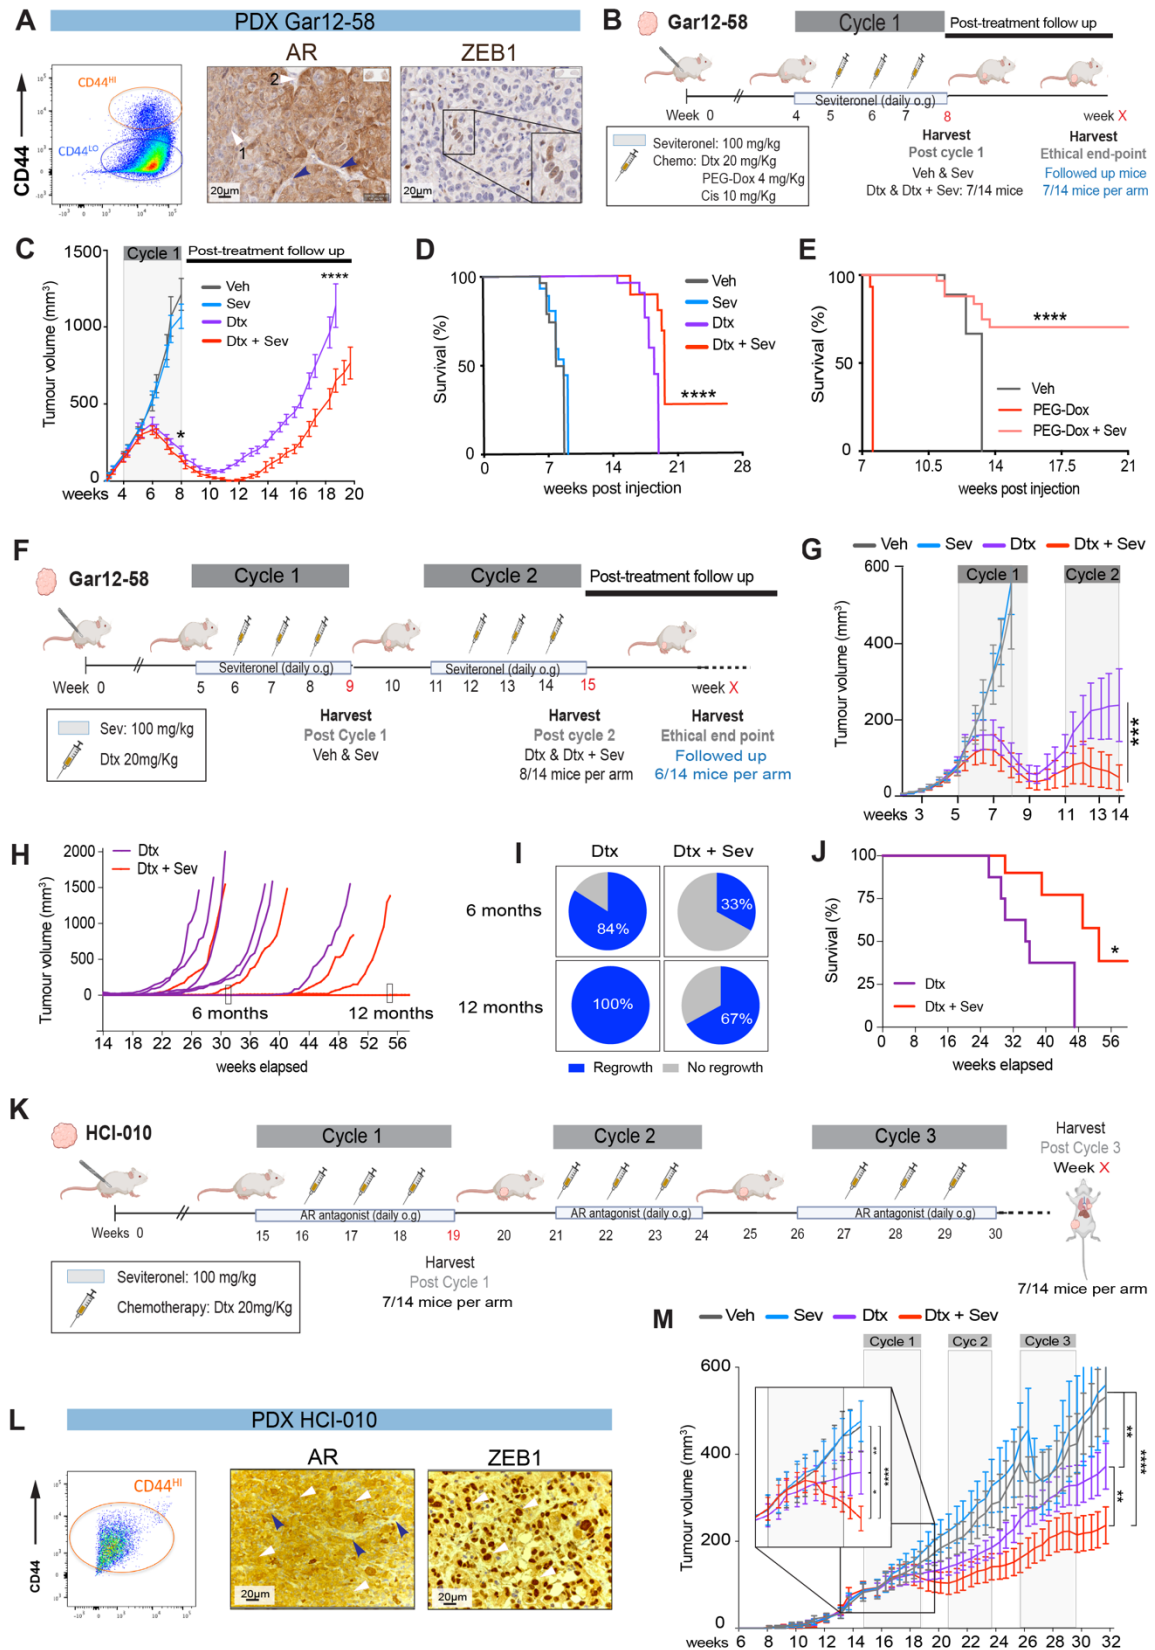 A
PDX Gar12-58
AR
ZEB1
CD44
CD44HI
CD44LO
-10³ 0 10³ 10⁴ 10⁵
1
2
20µm
20µm
B
Gar12-58
Cycle 1
Post-treatment follow up
Seviteronel (daily o.g)
Week 0
4 5 6 7 8
week X
Seviteronel: 100 mg/kg
Chemo: Dtx 20 mg/Kg
PEG-Dox 4 mg/Kg
Cis 10 mg/Kg
Harvest
Post cycle 1
Veh & Sev
Dtx & Dtx + Sev: 7/14 mice
Harvest
Ethical end-point
Followed up mice
7/14 mice per arm
C
Cycle 1
Post-treatment follow up
Tumour volume (mm³)
1500
1000
500
0
Veh
Sev
Dtx
Dtx + Sev
*
****
weeks 4 6 8 10 12 14 16 18 20
D
Survival (%)
100
50
0
Veh
Sev
Dtx
Dtx + Sev
****
0 7 14 21 28
weeks post injection
E
Survival (%)
100
50
0
****
Veh
PEG-Dox
PEG-Dox + Sev
7 10.5 14 17.5 21
weeks post injection
F
Gar12-58
Cycle 1
Cycle 2
Post-treatment follow up
Seviteronel (daily o.g)
Seviteronel (daily o.g)
Week 0
5 6 7 8 9 10 11 12 13 14 15
week X
Sev: 100 mg/kg
Dtx 20mg/Kg
Harvest
Post Cycle 1
Veh & Sev
Harvest
Post cycle 2
Dtx & Dtx + Sev
8/14 mice per arm
Harvest
Ethical end point
Followed up
6/14 mice per arm
G
Veh Sev Dtx Dtx + Sev
Cycle 1
Cycle 2
Tumour volume (mm³)
600
400
200
0
***
weeks 3 5 7 9 11 13 14
H
Dtx
Dtx + Sev
Tumour volume (mm³)
2000
1500
1000
500
0
6 months
12 months
14 18 22 26 30 34 38 44 48 52 56
weeks elapsed
I
Dtx
Dtx + Sev
6 months
84%
33%
12 months
100%
67%
Regrowth
No regrowth
J
Survival (%)
100
75
50
25
0
*
Dtx
Dtx + Sev
0 8 16 24 32 40 48 56
weeks elapsed
K
HCI-010
Cycle 1
Cycle 2
Cycle 3
AR antagonist (daily o.g)
AR antagonist (daily o.g)
AR antagonist (daily o.g)
Weeks 0
15 16 17 18 19 20 21 22 23 24 25 26 27 28 29 30
Harvest
Post Cycle 3
Week X
7/14 mice per arm
Harvest
Post Cycle 1
7/14 mice per arm
Seviteronel: 100 mg/kg
Chemotherapy: Dtx 20mg/Kg
L
PDX HCI-010
AR
ZEB1
CD44
CD44HI
20µm
20µm
M
Veh Sev Dtx Dtx + Sev
Cycle 1
Cyc 2
Cycle 3
Tumour volume (mm³)
600
400
200
0
**
****
*
**
****
**
weeks 6 8 10 12 14 16 18 20 22 24 26 28 30 32